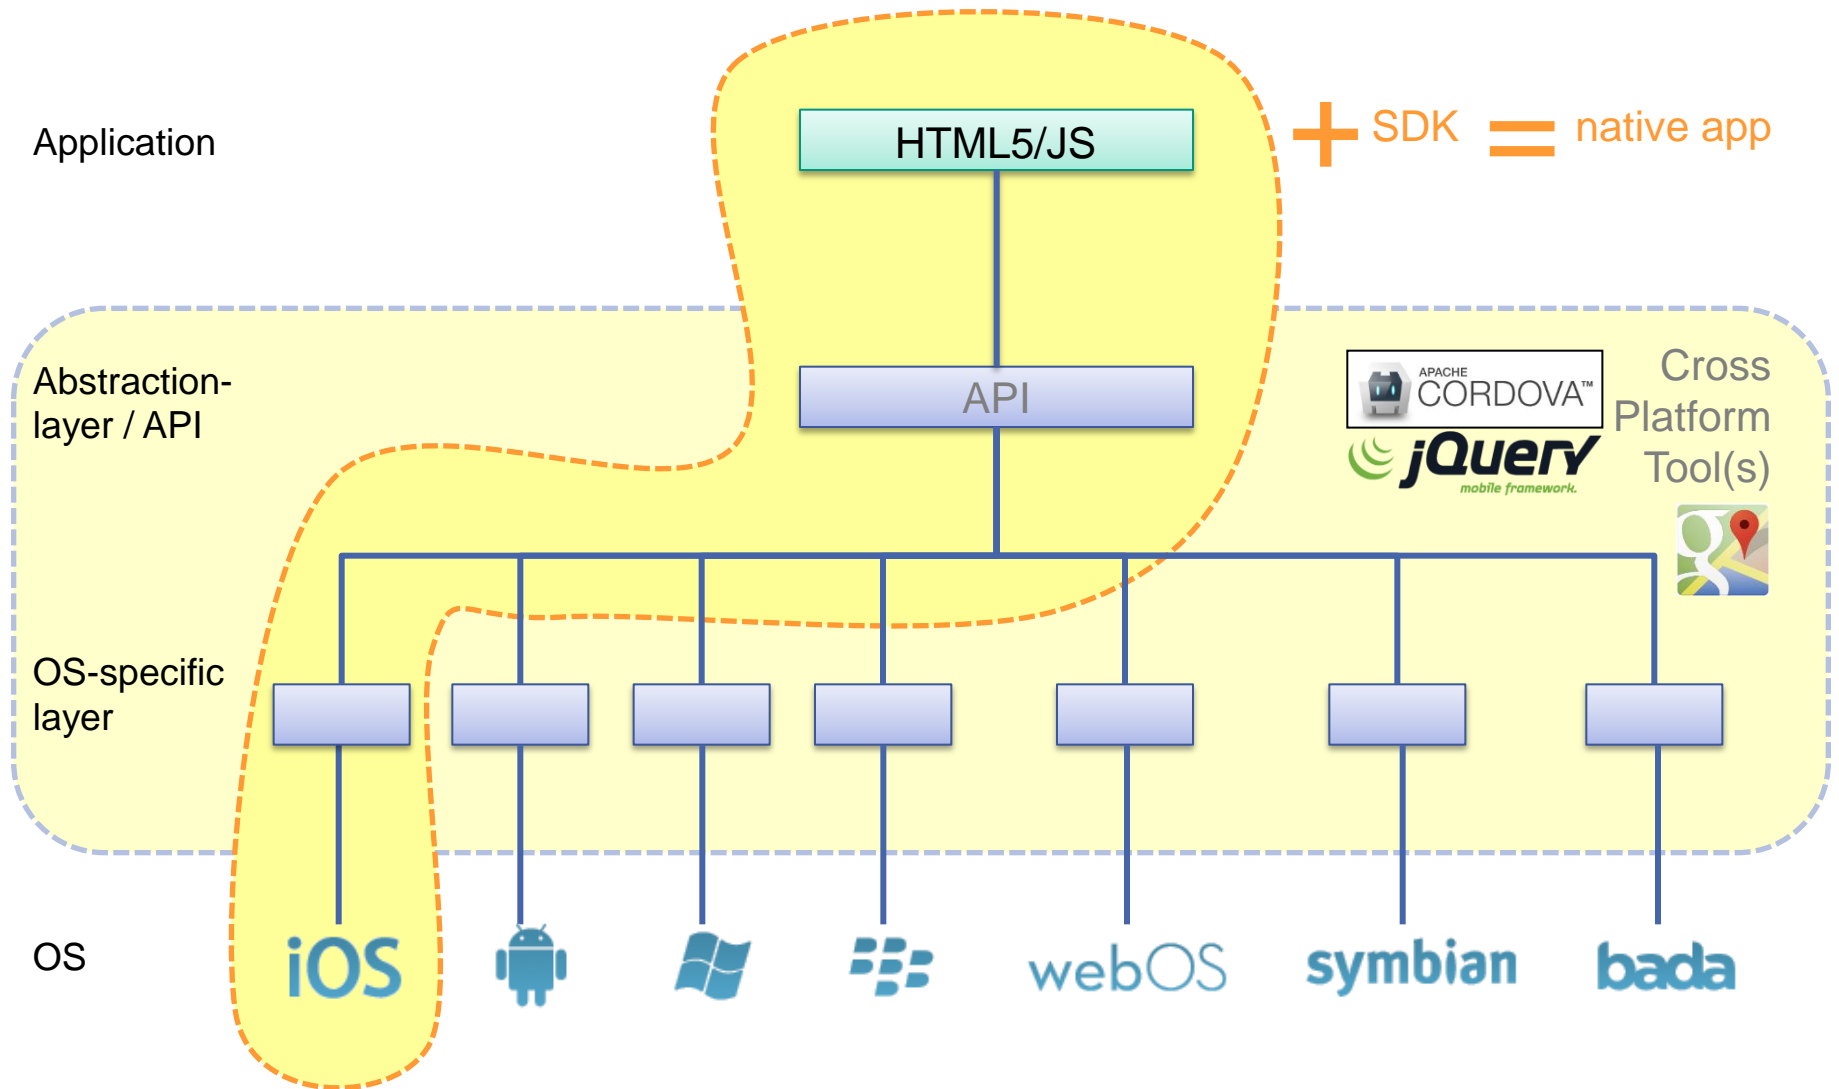 Application
HTML5/JS
+ SDK = native app
Abstraction-
layer / API
API
APACHE
CORDOVA™
jQuery
mobile framework.
Cross
Platform
Tool(s)
g
OS-specific
layer
OS
iOS
webOS
symbian
bada